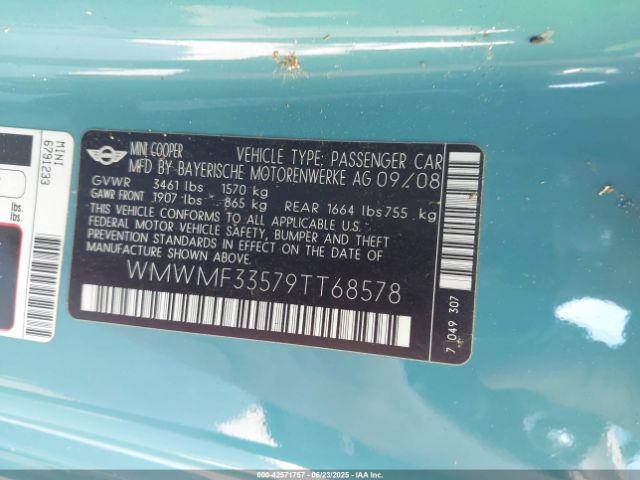 MINI
6791233
lbs.
lbs.
MINI COOPER VEHICLE TYPE: PASSENGER CAR
MFD BY BAYERISCHE MOTORENWERKE AG 09/08
GVWR 3461 lbs 1570 kg
GAWR FRONT 1907 lbs 865 kg REAR 1664 lbs 755 kg
THIS VEHICLE CONFORMS TO ALL APPLICABLE U.S.
FEDERAL MOTOR VEHICLE SAFETY, BUMPER AND THEFT
PREVENTION STANDARDS IN EFFECT ON THE DATE OF
MANUFACTURE SHOWN ABOVE.
WMWMF33579TT68578
7 049 307
000-42571757 - 06/23/2025 - IAA Inc.